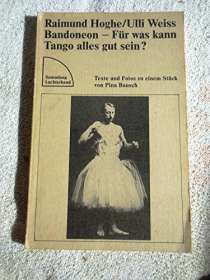 Raimund Hoghe/Ulli Weiss
Bandoneon – Für was kann
Tango alles gut sein?
Sammlung
Luchterhand
Texte und Fotos zu einem Stück
von Pina Bausch